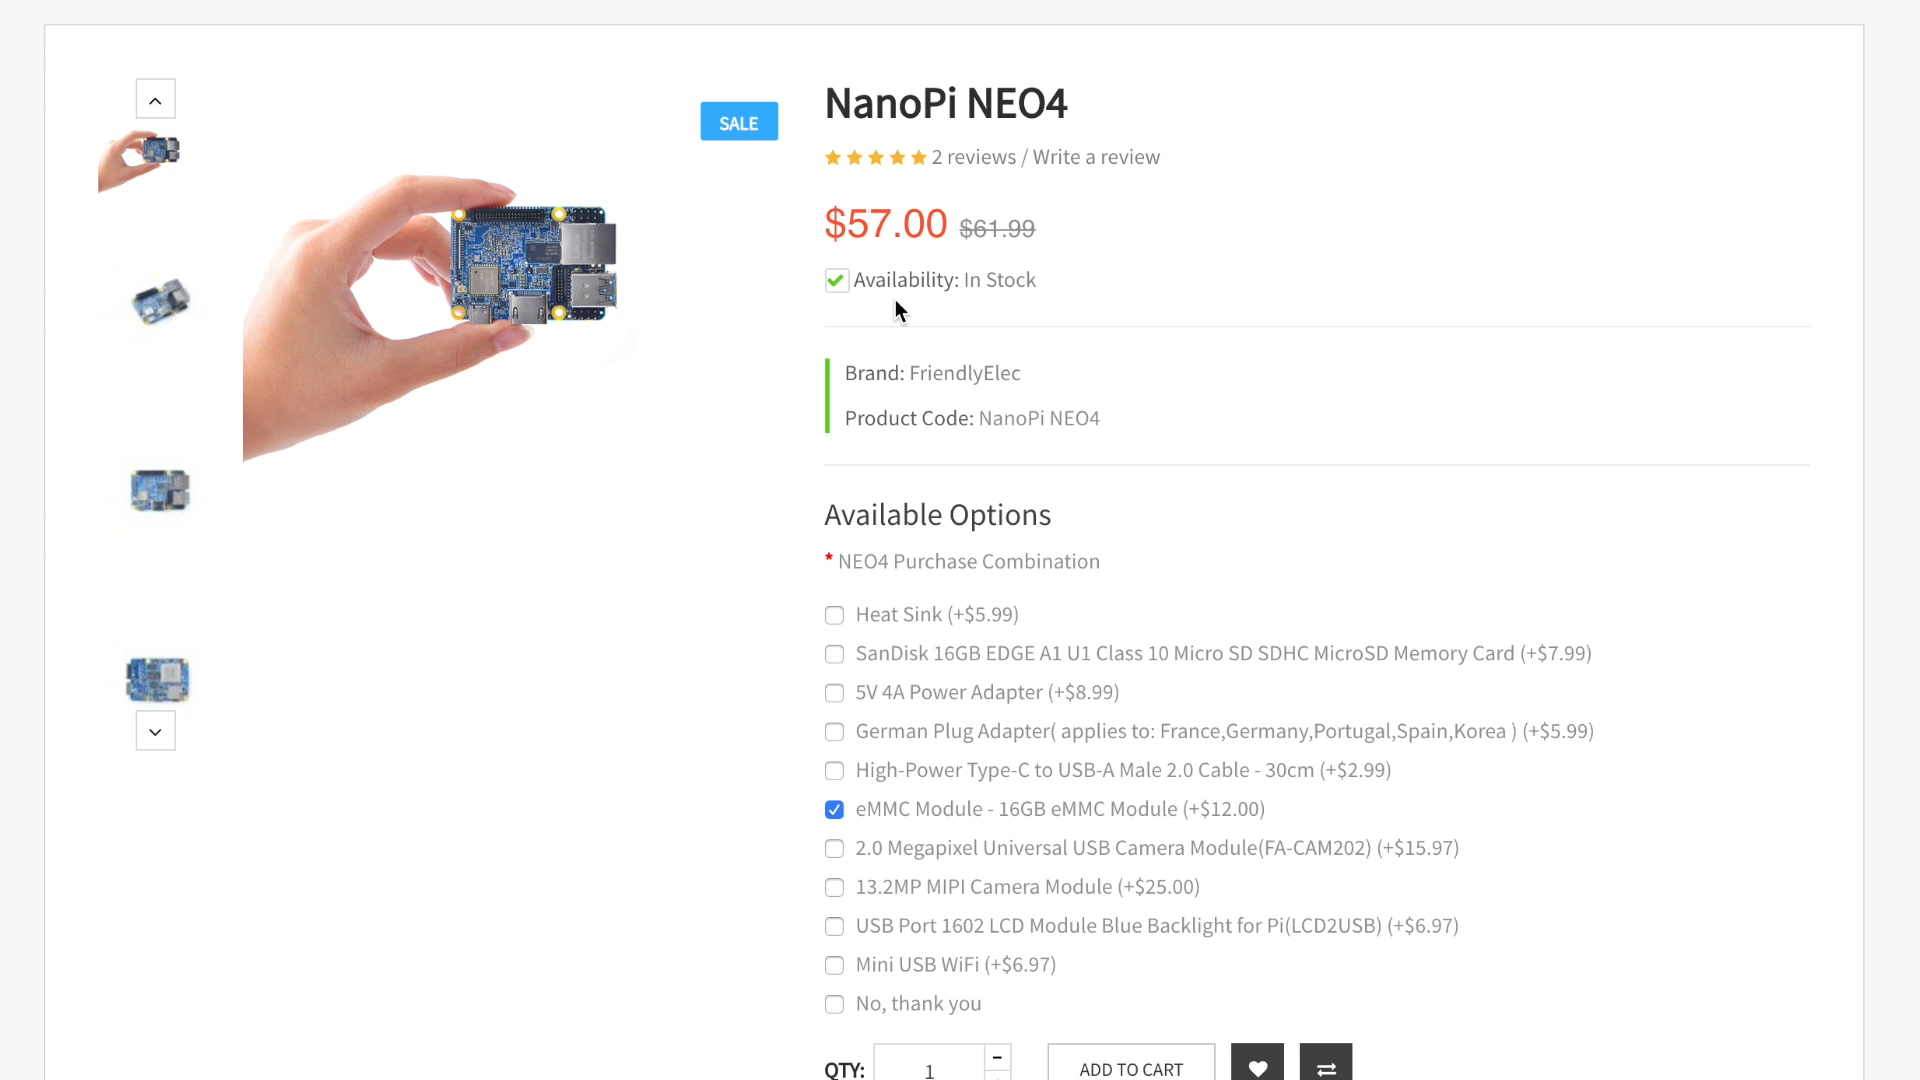 SALE
NanoPi NEO4
2 reviews / Write a review
$57.00 $61.99
Availability: In Stock
Brand: FriendlyElec
Product Code: NanoPi NEO4
Available Options
* NEO4 Purchase Combination
Heat Sink (+$5.99)
SanDisk 16GB EDGE A1 U1 Class 10 Micro SD SDHC MicroSD Memory Card (+$7.99)
5V 4A Power Adapter (+$8.99)
German Plug Adapter( applies to: France,Germany,Portugal,Spain,Korea ) (+$5.99)
High-Power Type-C to USB-A Male 2.0 Cable - 30cm (+$2.99)
eMMC Module - 16GB eMMC Module (+$12.00)
2.0 Megapixel Universal USB Camera Module(FA-CAM202) (+$15.97)
13.2MP MIPI Camera Module (+$25.00)
USB Port 1602 LCD Module Blue Backlight for Pi(LCD2USB) (+$6.97)
Mini USB WiFi (+$6.97)
No, thank you
QTY: 1 - ADD TO CART